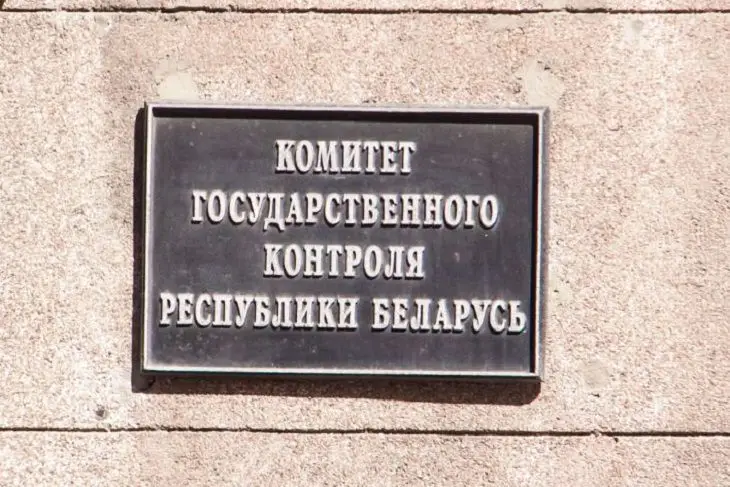 КОМИТЕТ
ГОСУДАРСТВЕННОГО
КОНТРОЛЯ
РЕСПУБЛИКИ БЕЛАРУСЬ